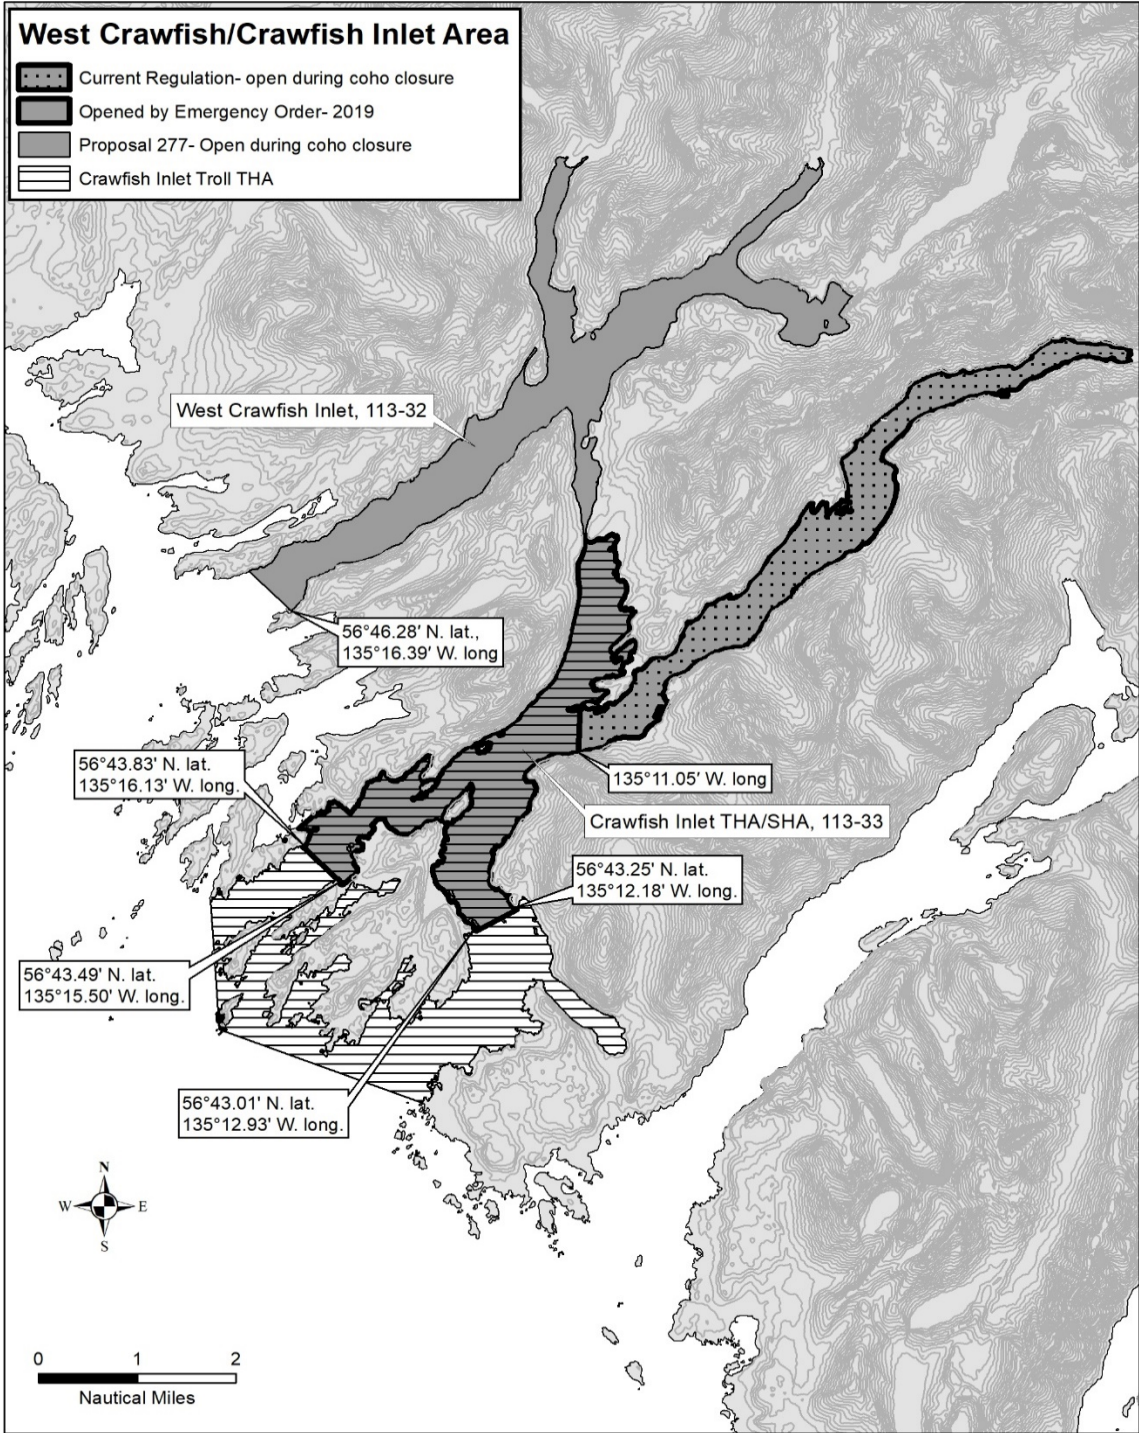 West Crawfish/Crawfish Inlet Area
Current Regulation- open during coho closure
Opened by Emergency Order- 2019
Proposal 277- Open during coho closure
Crawfish Inlet Troll THA
West Crawfish Inlet, 113-32
56°46.28' N. lat.,
135°16.39' W. long
56°43.83' N. lat.
135°16.13' W. long.
135°11.05' W. long
Crawfish Inlet THA/SHA, 113-33
56°43.25' N. lat.
135°12.18' W. long.
56°43.49' N. lat.
135°15.50' W. long.
56°43.01' N. lat.
135°12.93' W. long.
N
W E
S
0 1 2
Nautical Miles